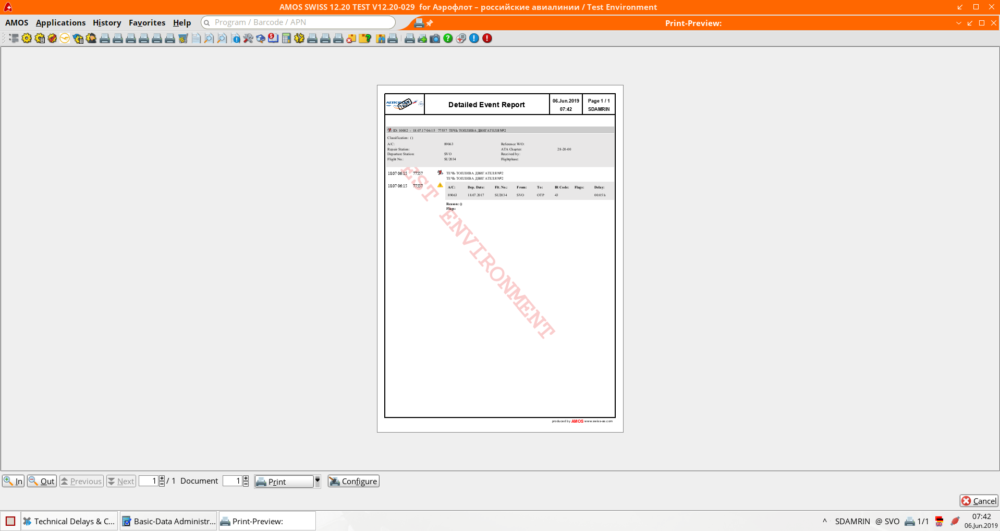 AMOS SWISS 12.20 TEST V12.20-029 for Аэрофлот – российские авиалинии / Test Environment
AMOS Applications History Favorites Help Program / Barcode / APN
Print-Preview:
Detailed Event Report
06.Jun.2019
07:42
Page 1 / 1
SDAMRIN
ID: 10002 - 18.07.17 06:15 77557 ТЕЧЬ ТОПЛИВА ДВИГАТЕЛЯ №2
Classification: ( )
A/C: 89063 Reference W/O:
Repair Station: ATA Chapter: 28-20-00
Departure Station: SVO Received by:
Flight No.: SU2034 Flightphase:
18.07 06:15 77557 ТЕЧЬ ТОПЛИВА ДВИГАТЕЛЯ №2
ТЕЧЬ ТОПЛИВА ДВИГАТЕЛЯ №2
18.07 06:15 77557 A/C: Dep. Date: Flt. No.: From: To: IR Code: Flags: Delay:
89063 18.07.2017 SU2034 SVO OTP 43 00:05 h
Reason: ()
Flags:
EST ENVIRONMENT
produced by AMOS www.swiss-as.com
In Out Previous Next 1 / 1 Document 1 Print Configure
Cancel
Technical Delays & C... Basic-Data Administr... Print-Preview: ^ SDAMRIN @ SVO 1/1 07:42
06.Jun.2019